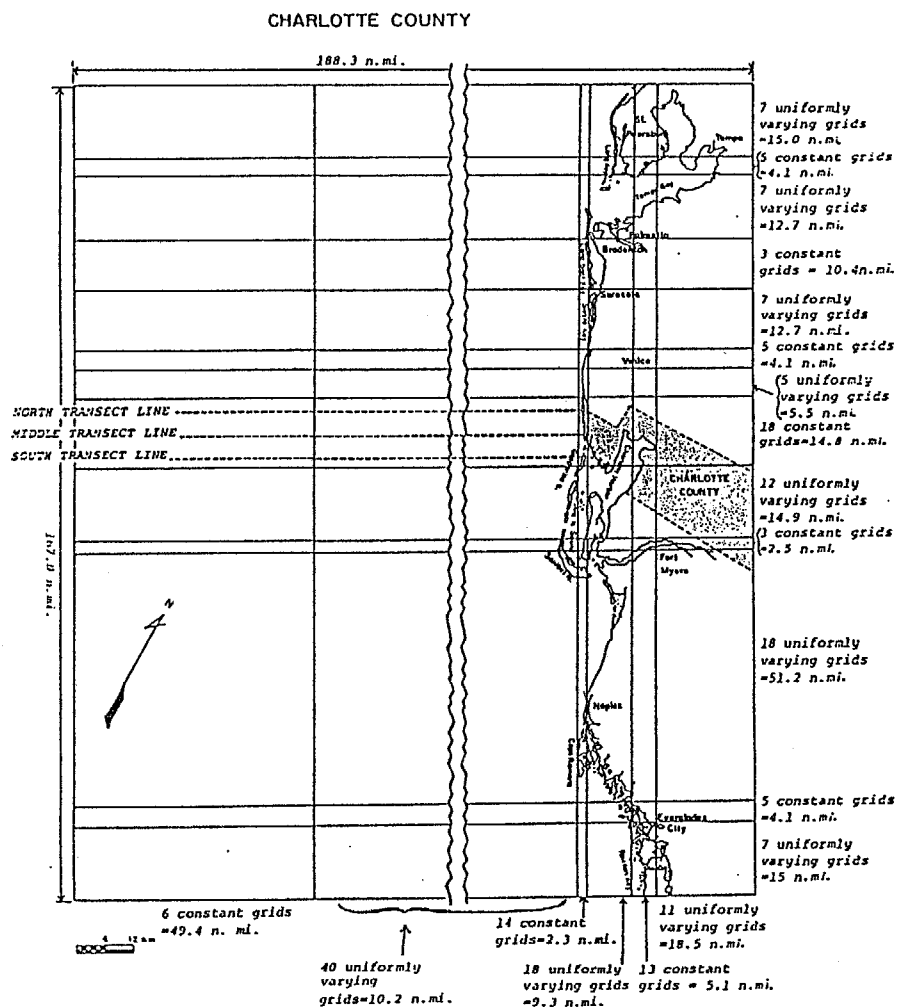 CHARLOTTE COUNTY
188.3 n.mi.
7 uniformly
varying grids
=15.0 n.mi.
5 constant grids
=4.1 n.mi.
7 uniformly
varying grids
=12.7 n.mi.
3 constant
grids = 10.4n.mi.
7 uniformly
varying grids
=12.7 n.mi.
5 constant grids
=4.1 n.mi.
5 uniformly
varying grids
=5.5 n.mi.
18 constant
grids=14.8 n.mi.
12 uniformly
varying grids
=14.9 n.mi.
3 constant grids
=2.5 n.mi.
18 uniformly
varying grids
=51.2 n.mi.
5 constant grids
=4.1 n.mi.
7 uniformly
varying grids
=15 n.mi.
St.
Tampa
Tampa Bay
Sarasota
Venice
NORTH TRANSECT LINE
MIDDLE TRANSECT LINE
SOUTH TRANSECT LINE
CHARLOTTE
COUNTY
Fort
Myers
167.0 n.mi.
N
Naples
Everglades
City
6 constant grids
=49.4 n. mi.
40 uniformly
varying
grids=10.2 n.mi.
14 constant
grids=2.3 n.mi.
18 uniformly
varying grids
=9.3 n.mi.
13 constant
grids = 5.1 n.mi.
11 uniformly
varying grids
=18.5 n.mi.